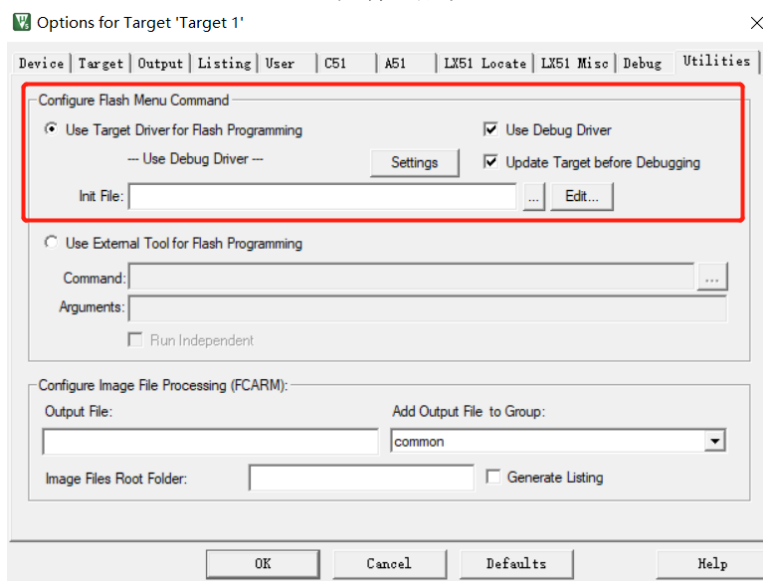 Options for Target 'Target 1'
Device Target Output Listing User C51 A51 LX51 Locate LX51 Misc Debug Utilities
Configure Flash Menu Command
Use Target Driver for Flash Programming Use Debug Driver
--- Use Debug Driver --- Settings Update Target before Debugging
Init File: ... Edit...
Use External Tool for Flash Programming
Command: ...
Arguments:
Run Independent
Configure Image File Processing (FCARM):
Output File: Add Output File to Group:
common
Image Files Root Folder: Generate Listing
OK Cancel Defaults Help